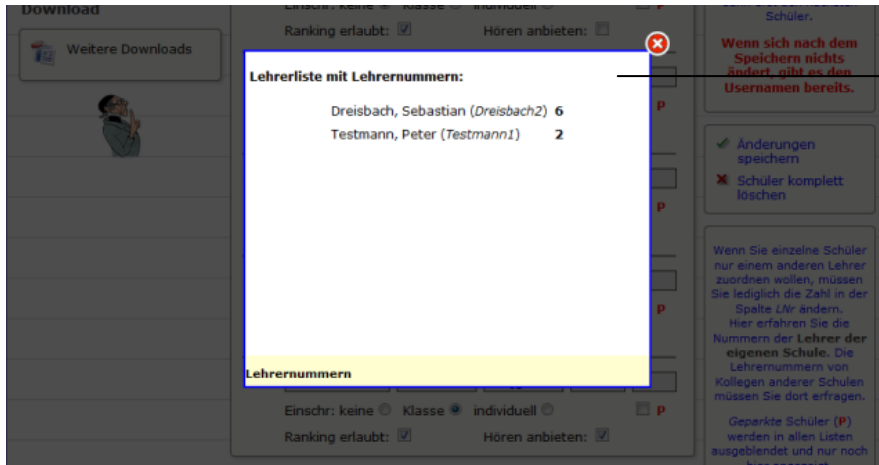 Download
Weitere Downloads
Einschr: keine Klasse individuell P
Ranking erlaubt: Hören anbieten:
Lehrerliste mit Lehrernummern:
Dreisbach, Sebastian (Dreisbach2) 6
Testmann, Peter (Testmann1) 2
Lehrernummern
P
P
P
Einschr: keine Klasse individuell P
Ranking erlaubt: Hören anbieten:
Schüler.
Wenn sich nach dem
Speichern nichts
ändert, gibt es den
Usernamen bereits.
Änderungen
speichern
Schüler komplett
löschen
Wenn Sie einzelne Schüler
nur einem anderen Lehrer
zuordnen wollen, müssen
Sie lediglich die Zahl in der
Spalte LNr ändern.
Hier erfahren Sie die
Nummern der Lehrer der
eigenen Schule. Die
Lehrernummern von
Kollegen anderer Schulen
müssen Sie dort erfragen.
Geparkte Schüler (P)
werden in allen Listen
ausgeblendet und nur noch